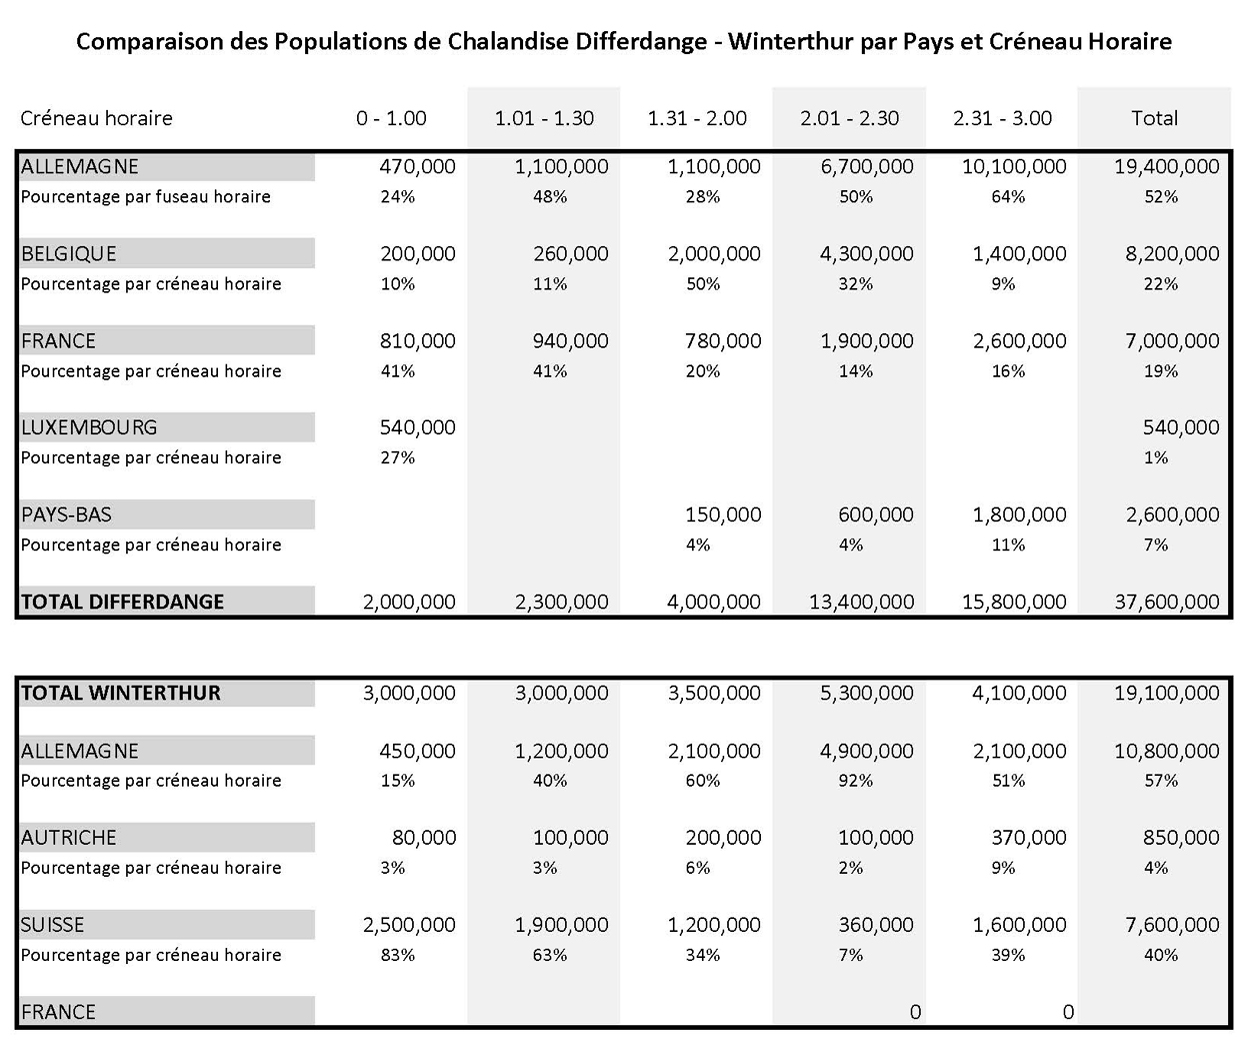 Comparaison des Populations de Chalandise Differdange - Winterthur par Pays et Créneau Horaire
Créneau horaire 0 - 1.00 1.01 - 1.30 1.31 - 2.00 2.01 - 2.30 2.31 - 3.00 Total
ALLEMAGNE 470,000 1,100,000 1,100,000 6,700,000 10,100,000 19,400,000
Pourcentage par fuseau horaire 24% 48% 28% 50% 64% 52%
BELGIQUE 200,000 260,000 2,000,000 4,300,000 1,400,000 8,200,000
Pourcentage par créneau horaire 10% 11% 50% 32% 9% 22%
FRANCE 810,000 940,000 780,000 1,900,000 2,600,000 7,000,000
Pourcentage par créneau horaire 41% 41% 20% 14% 16% 19%
LUXEMBOURG 540,000 540,000
Pourcentage par créneau horaire 27% 1%
PAYS-BAS 150,000 600,000 1,800,000 2,600,000
Pourcentage par créneau horaire 4% 4% 11% 7%
TOTAL DIFFERDANGE 2,000,000 2,300,000 4,000,000 13,400,000 15,800,000 37,600,000
TOTAL WINTERTHUR 3,000,000 3,000,000 3,500,000 5,300,000 4,100,000 19,100,000
ALLEMAGNE 450,000 1,200,000 2,100,000 4,900,000 2,100,000 10,800,000
Pourcentage par créneau horaire 15% 40% 60% 92% 51% 57%
AUTRICHE 80,000 100,000 200,000 100,000 370,000 850,000
Pourcentage par créneau horaire 3% 3% 6% 2% 9% 4%
SUISSE 2,500,000 1,900,000 1,200,000 360,000 1,600,000 7,600,000
Pourcentage par créneau horaire 83% 63% 34% 7% 39% 40%
FRANCE 0 0